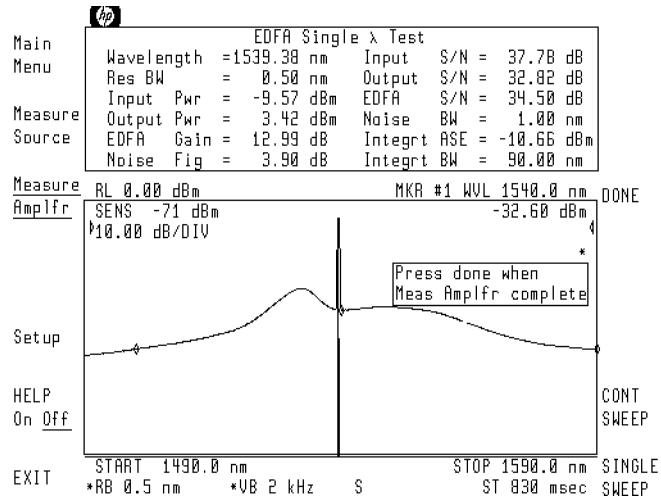 hp
EDFA Single λ Test
Wavelength =1539.38 nm Input S/N = 37.78 dB
Res BW = 0.50 nm Output S/N = 32.82 dB
Input Pwr = -9.57 dBm EDFA S/N = 34.50 dB
Output Pwr = 3.42 dBm Noise BW = 1.00 nm
EDFA Gain = 12.99 dB Integrt ASE = -10.66 dBm
Noise Fig = 3.90 dB Integrt BW = 90.00 nm
Main
Menu
Measure
Source
Measure
Amplfr
Setup
HELP
On Off
EXIT
RL 0.00 dBm MKR #1 WVL 1540.0 nm
SENS -71 dBm -32.60 dBm
10.00 dB/DIV
*
Press done when
Meas Amplfr complete
START 1490.0 nm STOP 1590.0 nm
*RB 0.5 nm *VB 2 kHz S ST 830 msec
DONE
CONT
SWEEP
SINGLE
SWEEP